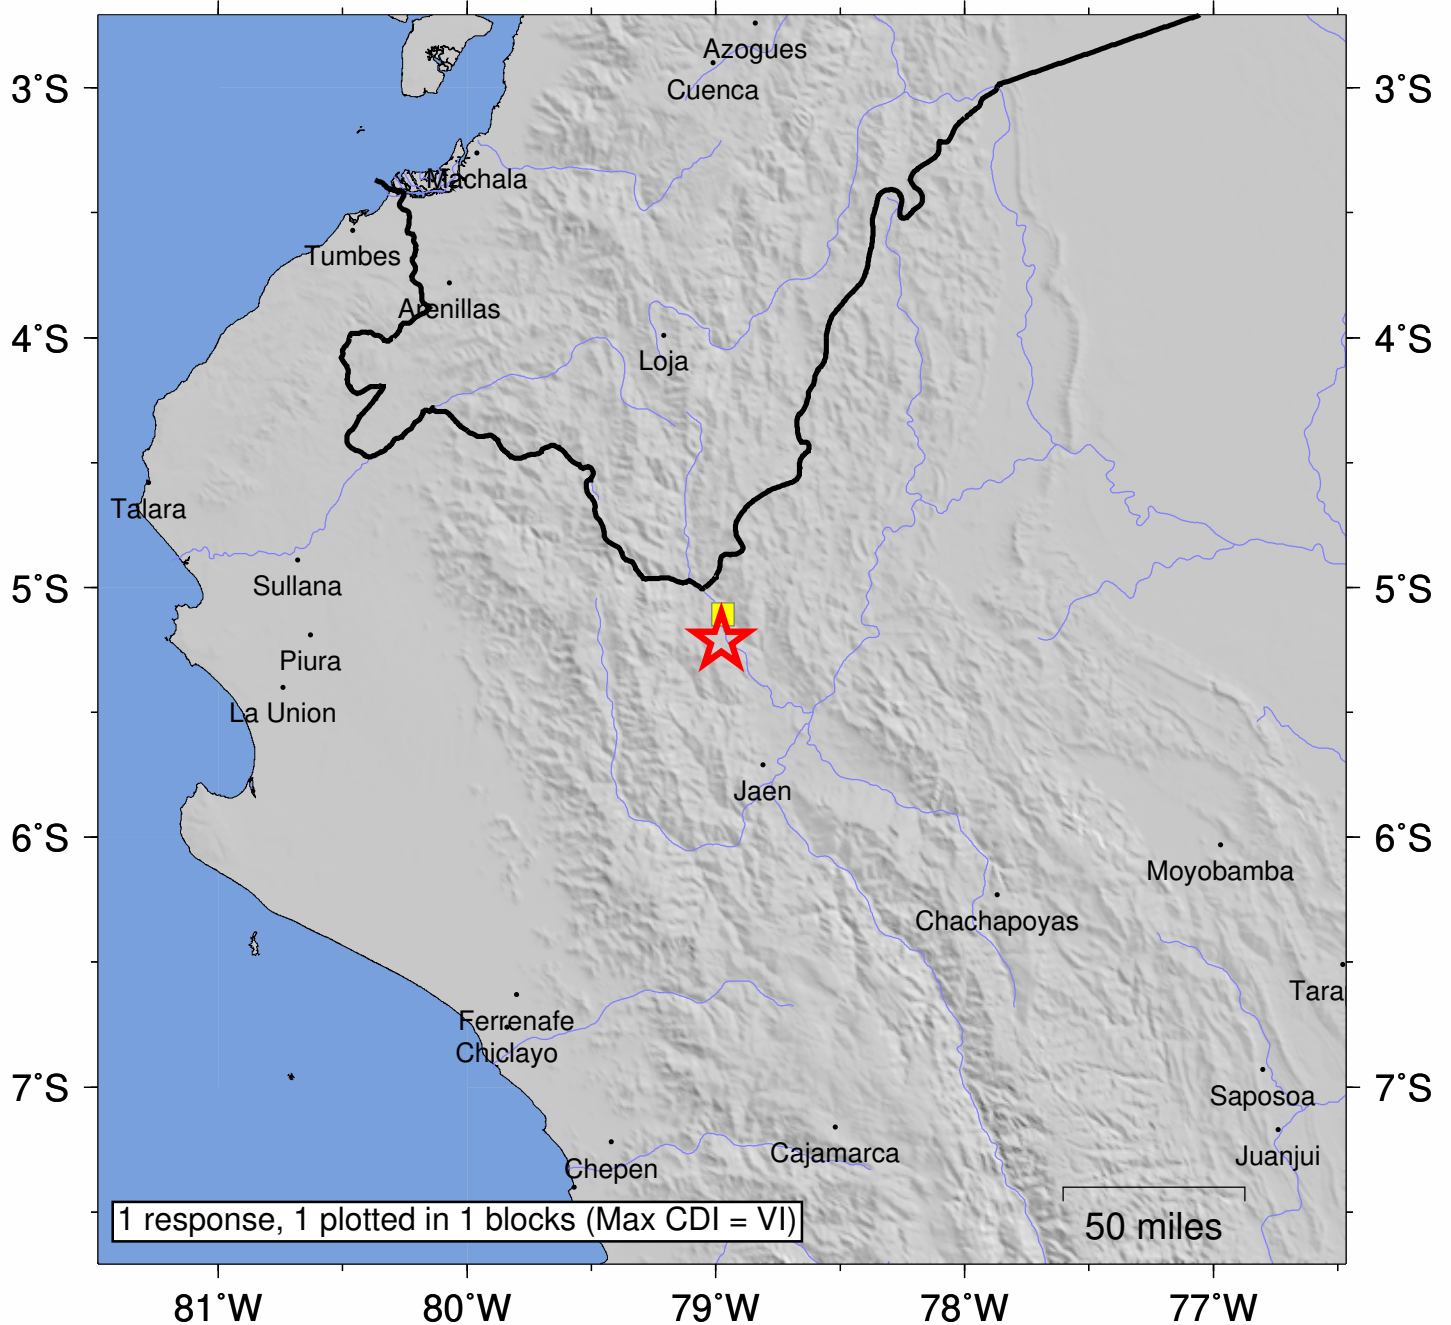 Azogues
3˚S
3˚S
Cuenca
Machala
Tumbes
Arenillas
4˚S
4˚S
Loja
Talara
Sullana
5˚S
5˚S
Piura
La Union
Jaen
6˚S
6˚S
Moyobamba
Chachapoyas
Tara
Ferrenafe
Chiclayo
7˚S
7˚S
Saposoa
Cajamarca
Juanjui
Chepen
1 response, 1 plotted in 1 blocks (Max CDI = VI)
50 miles
81˚W
80˚W
79˚W
78˚W
77˚W